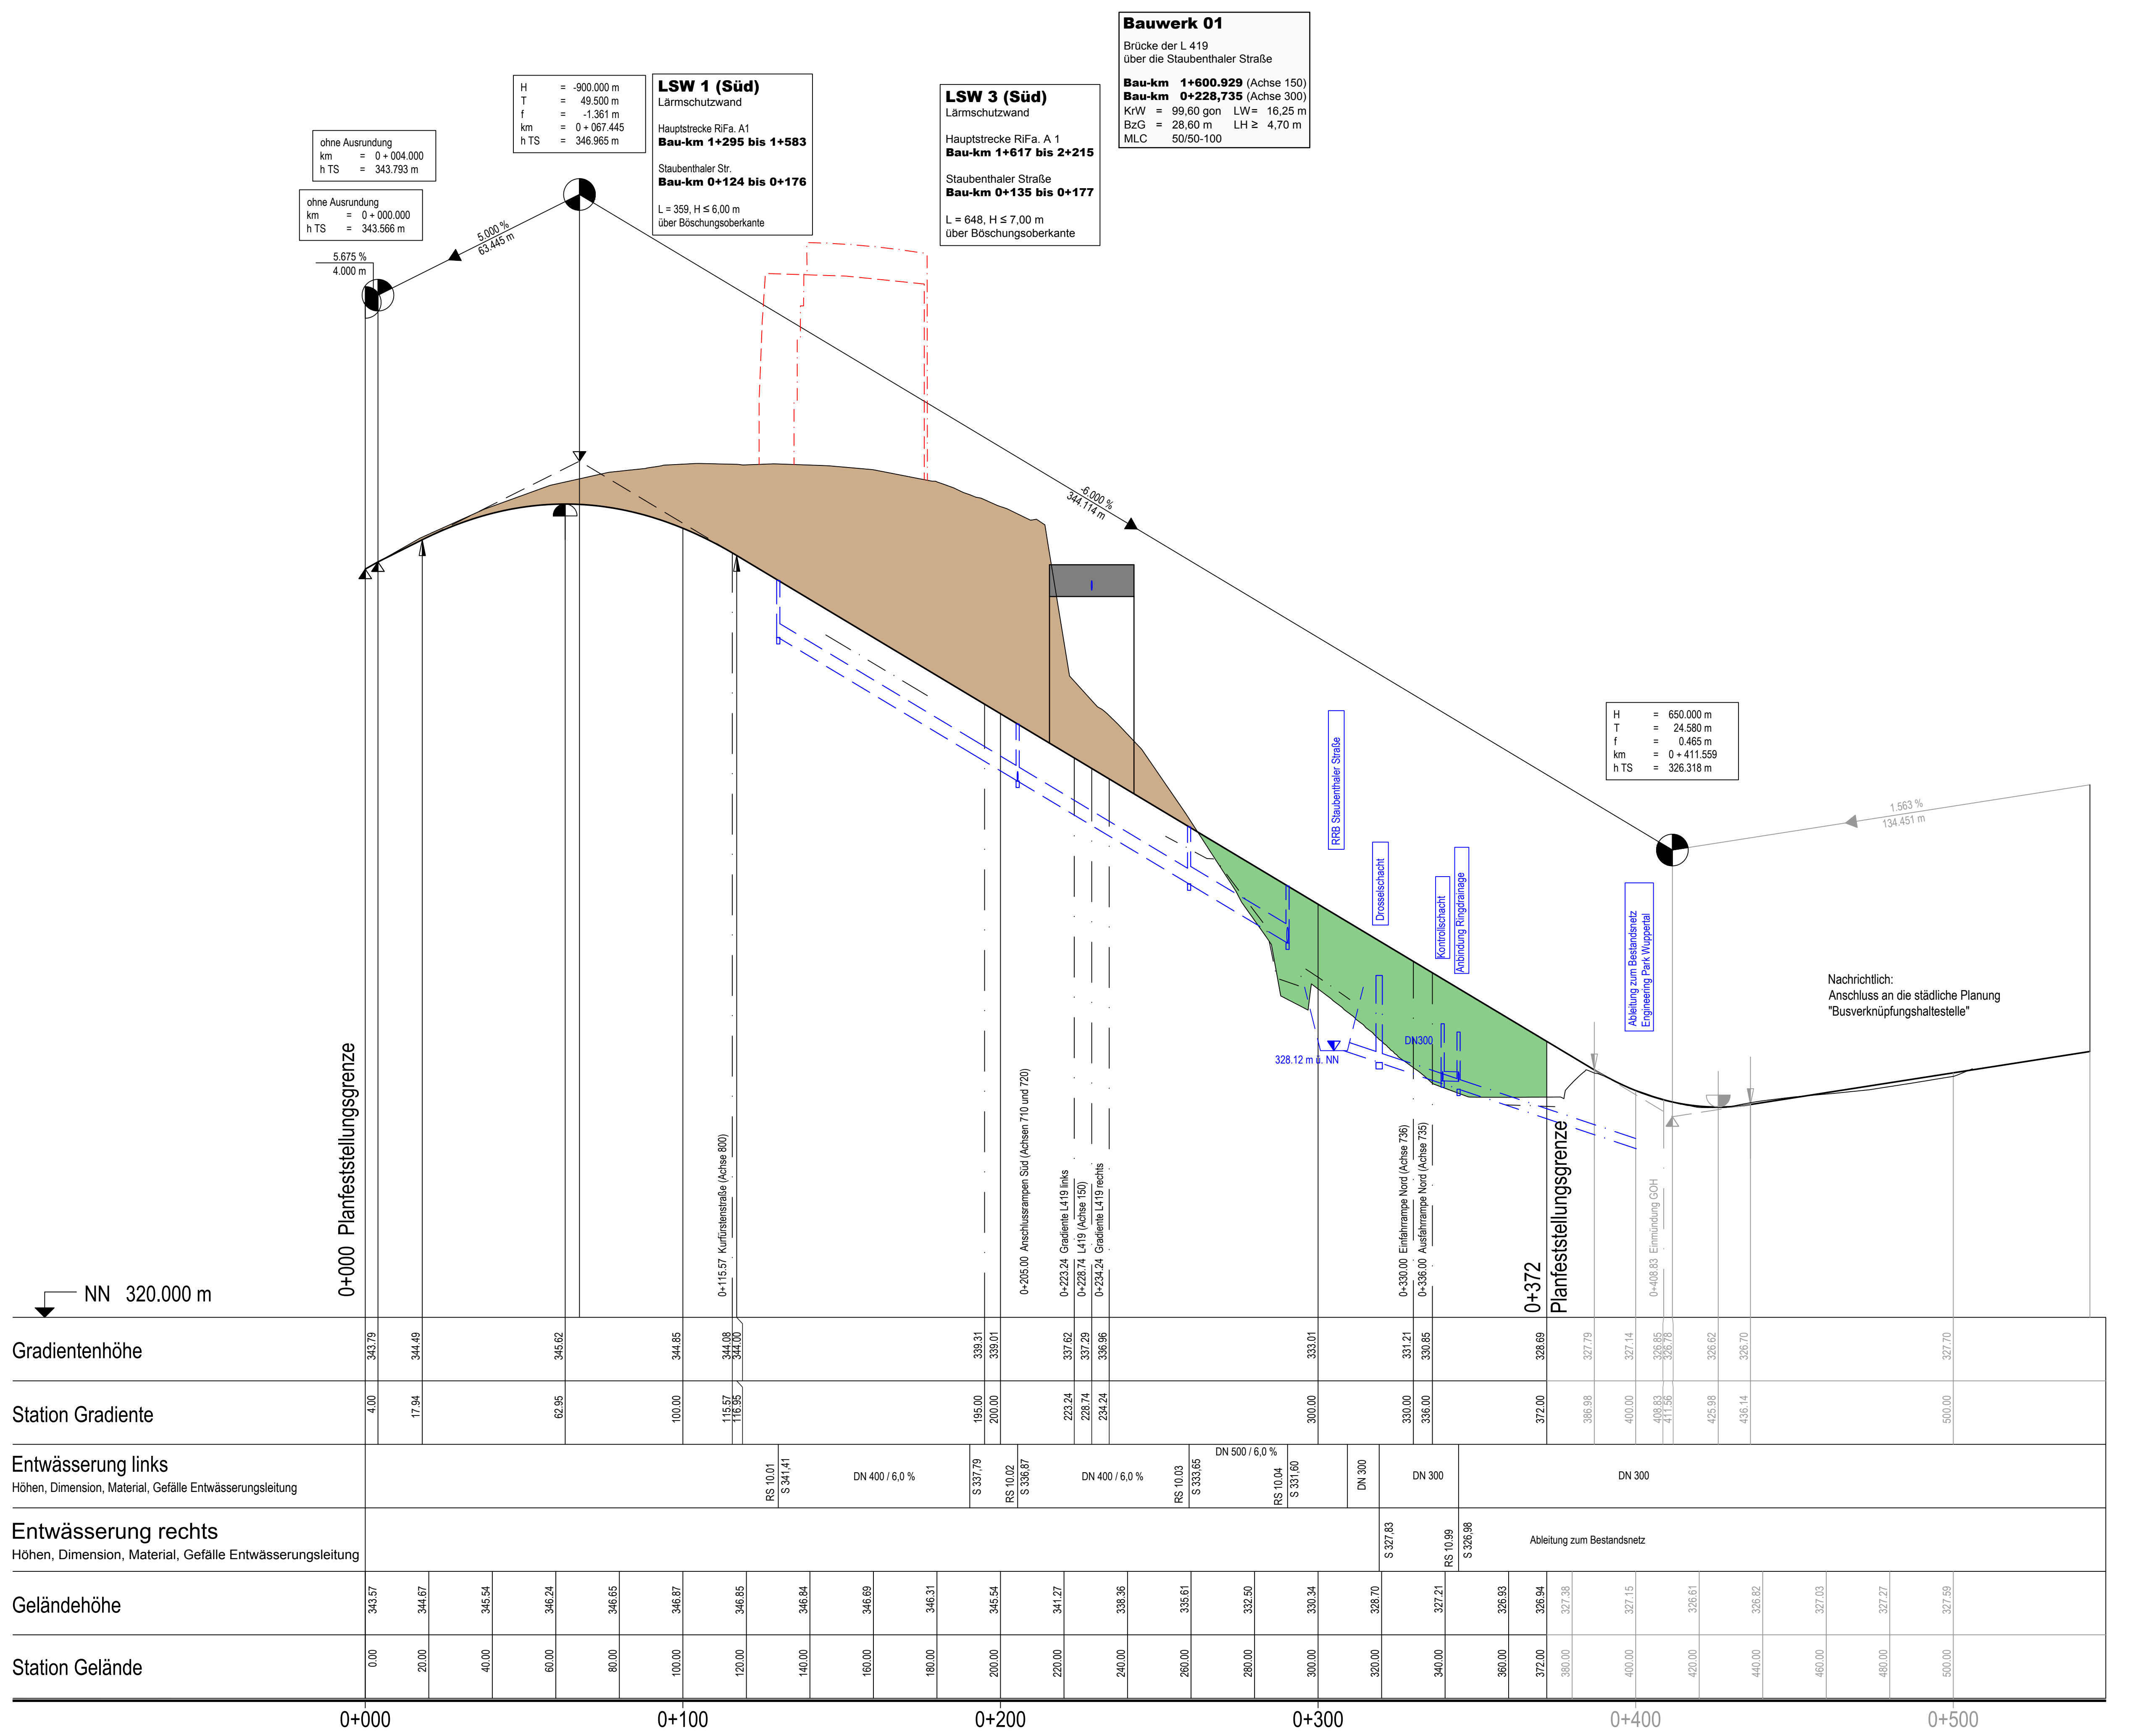 Bauwerk 01
Brücke der L 419
über die Staubenthaler Straße
Bau-km 1+600.929 (Achse 150)
Bau-km 0+228,735 (Achse 300)
KrW = 99,60 gon LW= 16,25 m
BzG = 28,60 m LH ≥ 4,70 m
MLC 50/50-100
H = -900.000 m
T = 49.500 m
f = -1.361 m
km = 0 + 067.445
h TS = 346.965 m
LSW 1 (Süd)
Lärmschutzwand
Hauptstrecke RiFa. A1
Bau-km 1+295 bis 1+583
Staubenthaler Str.
Bau-km 0+124 bis 0+176
L = 359, H ≤ 6,00 m
über Böschungsoberkante
LSW 3 (Süd)
Lärmschutzwand
Hauptstrecke RiFa. A 1
Bau-km 1+617 bis 2+215
Staubenthaler Straße
Bau-km 0+135 bis 0+177
L = 648, H ≤ 7,00 m
über Böschungsoberkante
ohne Ausrundung
km = 0 + 004.000
h TS = 343.793 m
ohne Ausrundung
km = 0 + 000.000
h TS = 343.566 m
5.675 %
4.000 m
5.000 %
63.445 m
-6.000 %
344.114 m
H = 650.000 m
T = 24.580 m
f = 0.465 m
km = 0 + 411.559
h TS = 326.318 m
1.563 %
134.451 m
RRB Staubenthaler Straße
Drosselschacht
Kontrollschacht
Anbindung Ringdrainage
Ableitung zum Bestandsnetz
Engineering Park Wuppertal
DN300
328.12 m ü. NN
Nachrichtlich:
Anschluss an die städliche Planung
"Busverknüpfungshaltestelle"
0+000 Planfeststellungsgrenze
0+115.57 Kurfürstenstraße (Achse 800)
0+205.00 Anschlussrampen Süd (Achsen 710 und 720)
0+223.24 Gradiente L419 links
0+228.74 L419 (Achse 150)
0+234.24 Gradiente L419 rechts
0+330.00 Einfahrrampe Nord (Achse 736)
0+336.00 Ausfahrrampe Nord (Achse 735)
0+372
Planfeststellungsgrenze
0+408.83 Einmündung GOH
NN 320.000 m
Gradientenhöhe
343.79 344.49 345.62 344.85 344.08 344.00 339.31 339.01 337.62 337.29 336.96 333.01 331.21 330.85 328.69 327.79 327.14 326.85 326.78 326.62 326.70 327.70
Station Gradiente
4.00 17.94 62.95 100.00 115.57 116.95 195.00 200.00 223.24 228.74 234.24 300.00 330.00 336.00 372.00 386.98 400.00 408.83 411.56 425.98 436.14 500.00
Entwässerung links
Höhen, Dimension, Material, Gefälle Entwässerungsleitung
RS 10.01 S 341,41 DN 400 / 6,0 % S 337,79 RS 10.02 S 336,87 DN 400 / 6,0 % RS 10.03 S 333,65 DN 500 / 6,0 % RS 10.04 S 331,60 DN 300 DN 300 DN 300
Entwässerung rechts
Höhen, Dimension, Material, Gefälle Entwässerungsleitung
S 327,83 RS 10.99 S 326,98 Ableitung zum Bestandsnetz
Geländehöhe
343.57 344.67 345.54 346.24 346.65 346.87 346.85 346.84 346.69 346.31 345.54 341.27 338.36 335.61 332.50 330.34 328.70 327.21 326.93 326.94 327.38 327.15 326.61 326.82 327.03 327.27 327.59
Station Gelände
0.00 20.00 40.00 60.00 80.00 100.00 120.00 140.00 160.00 180.00 200.00 220.00 240.00 260.00 280.00 300.00 320.00 340.00 360.00 372.00 380.00 400.00 420.00 440.00 460.00 480.00 500.00
0+000 0+100 0+200 0+300 0+400 0+500